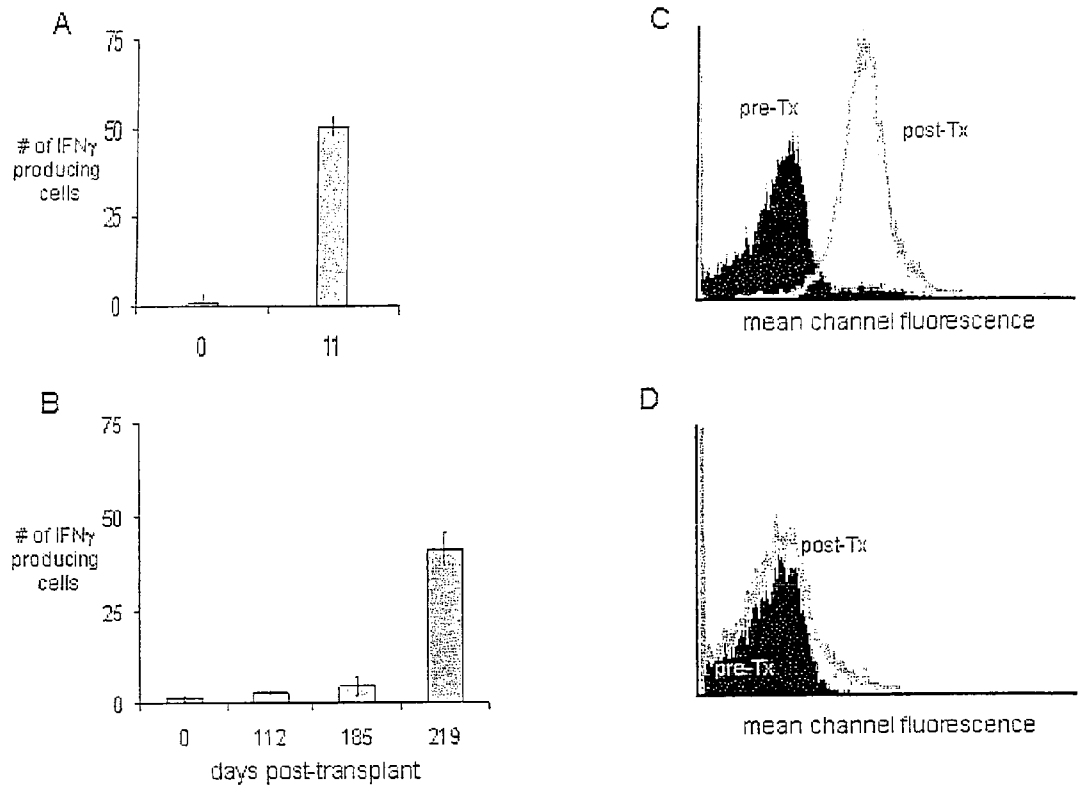 A
75
50
25
0
# of IFNγ
producing
cells
0 11
B
75
50
25
0
# of IFNγ
producing
cells
0 112 185 219
days post-transplant
C
pre-Tx
post-Tx
mean channel fluorescence
D
post-Tx
pre-Tx
mean channel fluorescence